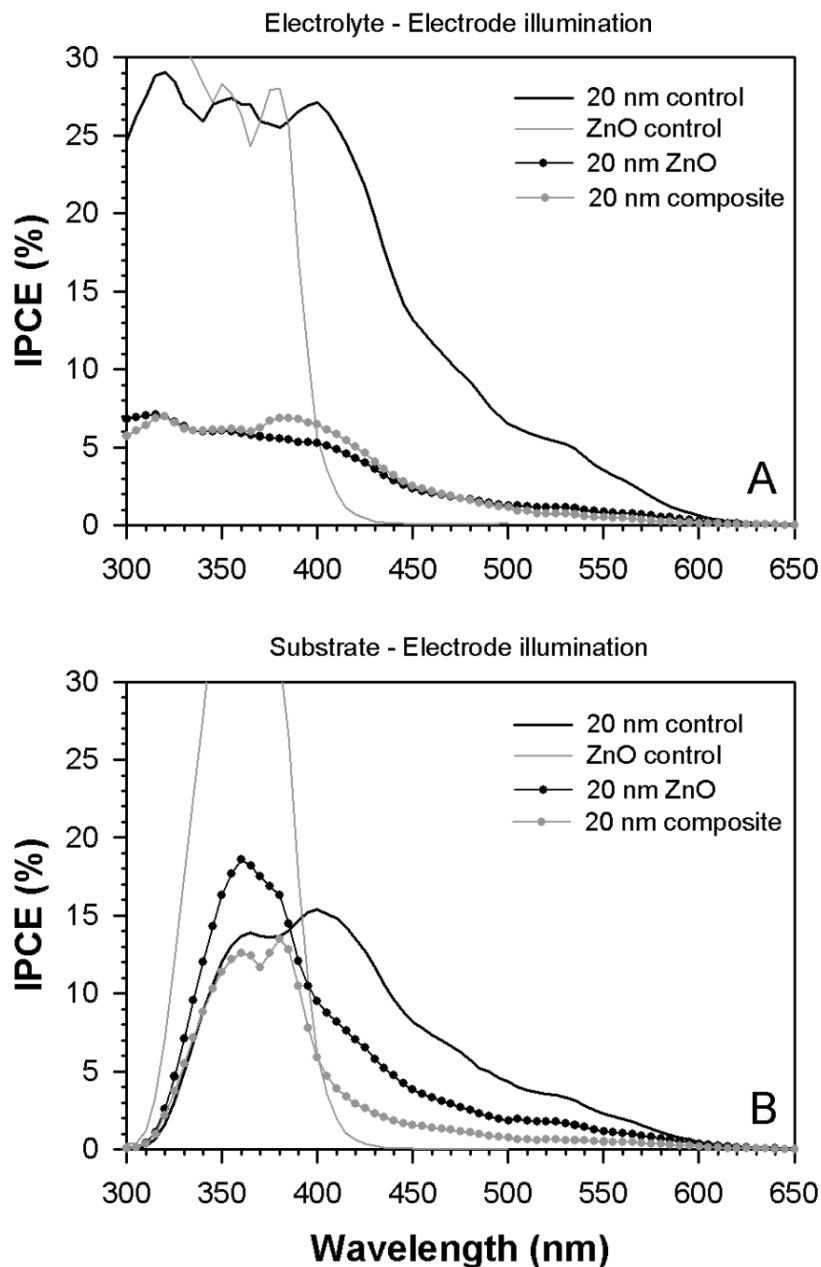 Electrolyte - Electrode illumination
30
25
20
15
10
5
0
IPCE (%)
20 nm control
ZnO control
20 nm ZnO
20 nm composite
A
300 350 400 450 500 550 600 650
Substrate - Electrode illumination
30
25
20
15
10
5
0
IPCE (%)
20 nm control
ZnO control
20 nm ZnO
20 nm composite
B
300 350 400 450 500 550 600 650
Wavelength (nm)